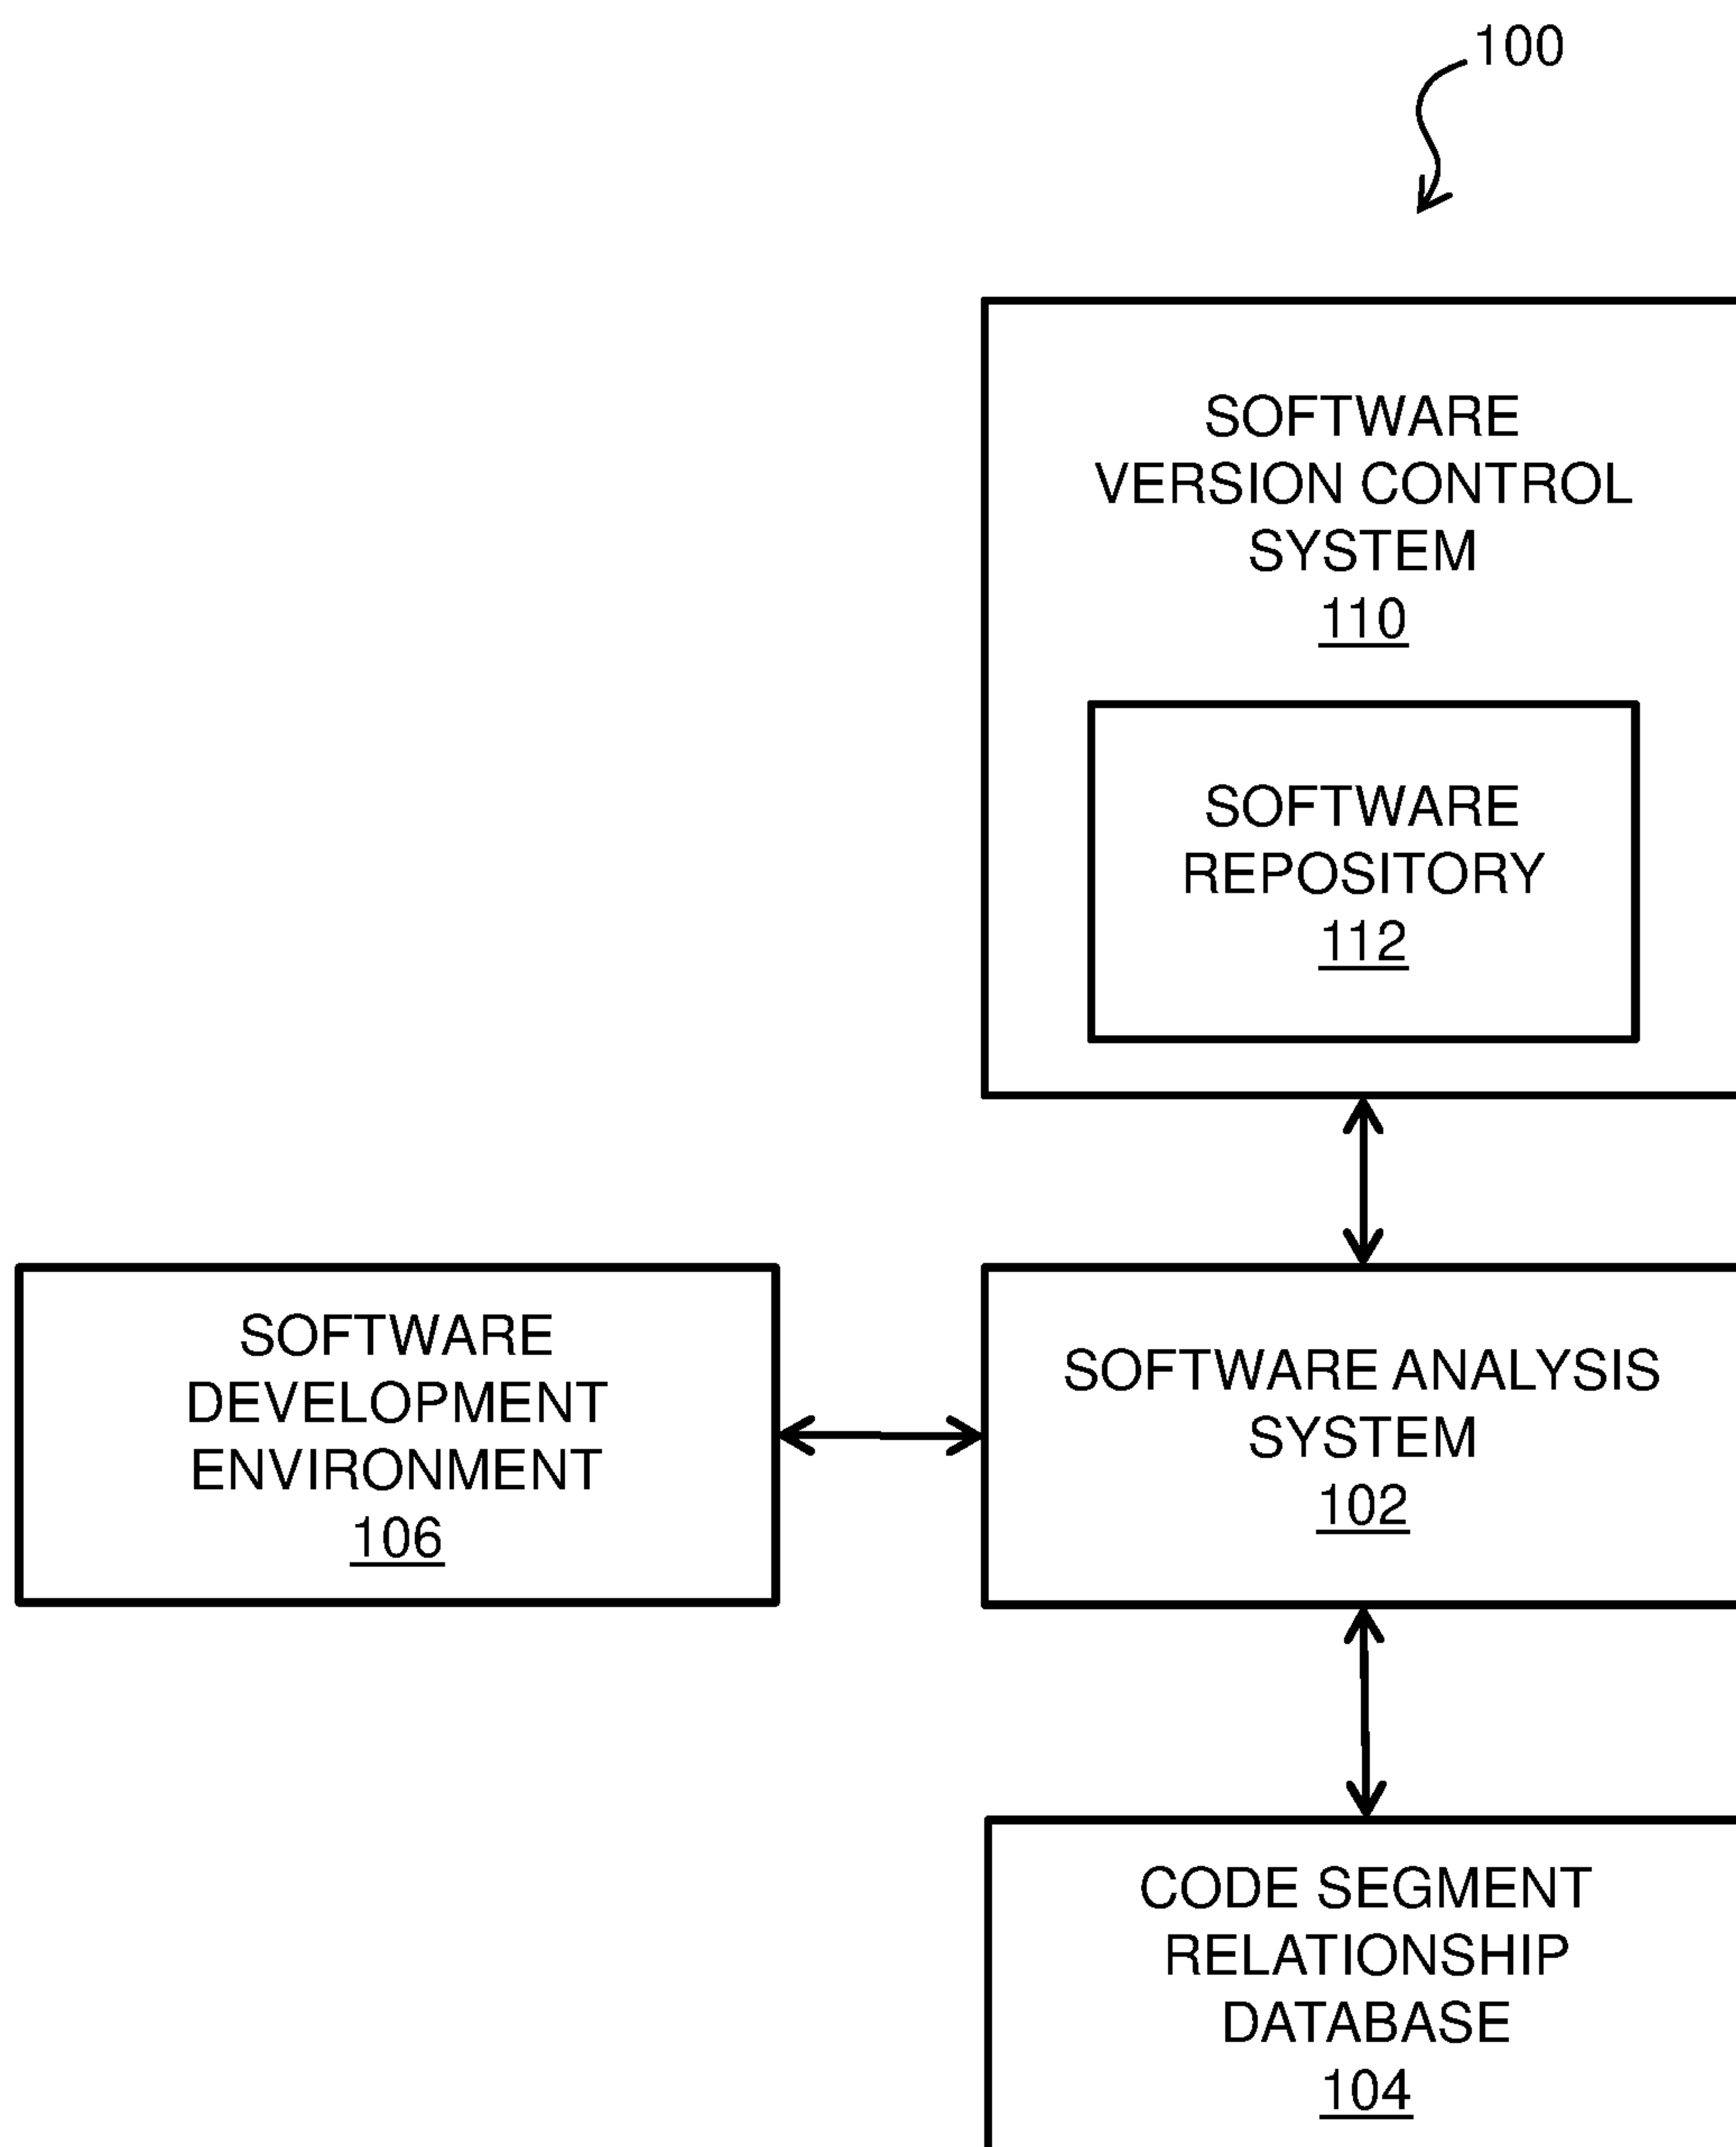 100
SOFTWARE
VERSION CONTROL
SYSTEM
110
SOFTWARE
REPOSITORY
112
SOFTWARE
DEVELOPMENT
ENVIRONMENT
106
SOFTWARE ANALYSIS
SYSTEM
102
CODE SEGMENT
RELATIONSHIP
DATABASE
104